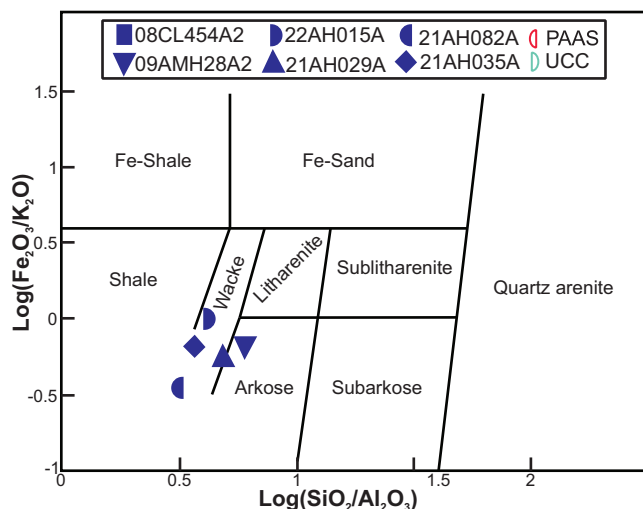 08CL454A2 22AH015A 21AH082A PAAS
09AMH28A2 21AH029A 21AH035A UCC
1.5
Fe-Shale Fe-Sand
1
0.5
Shale Wacke Litharenite Sublitharenite Quartz arenite
0
Arkose Subarkose
-0.5
-1
0 0.5 1 1.5 2
Log(Fe₂O₃/K₂O)
Log(SiO₂/Al₂O₃)